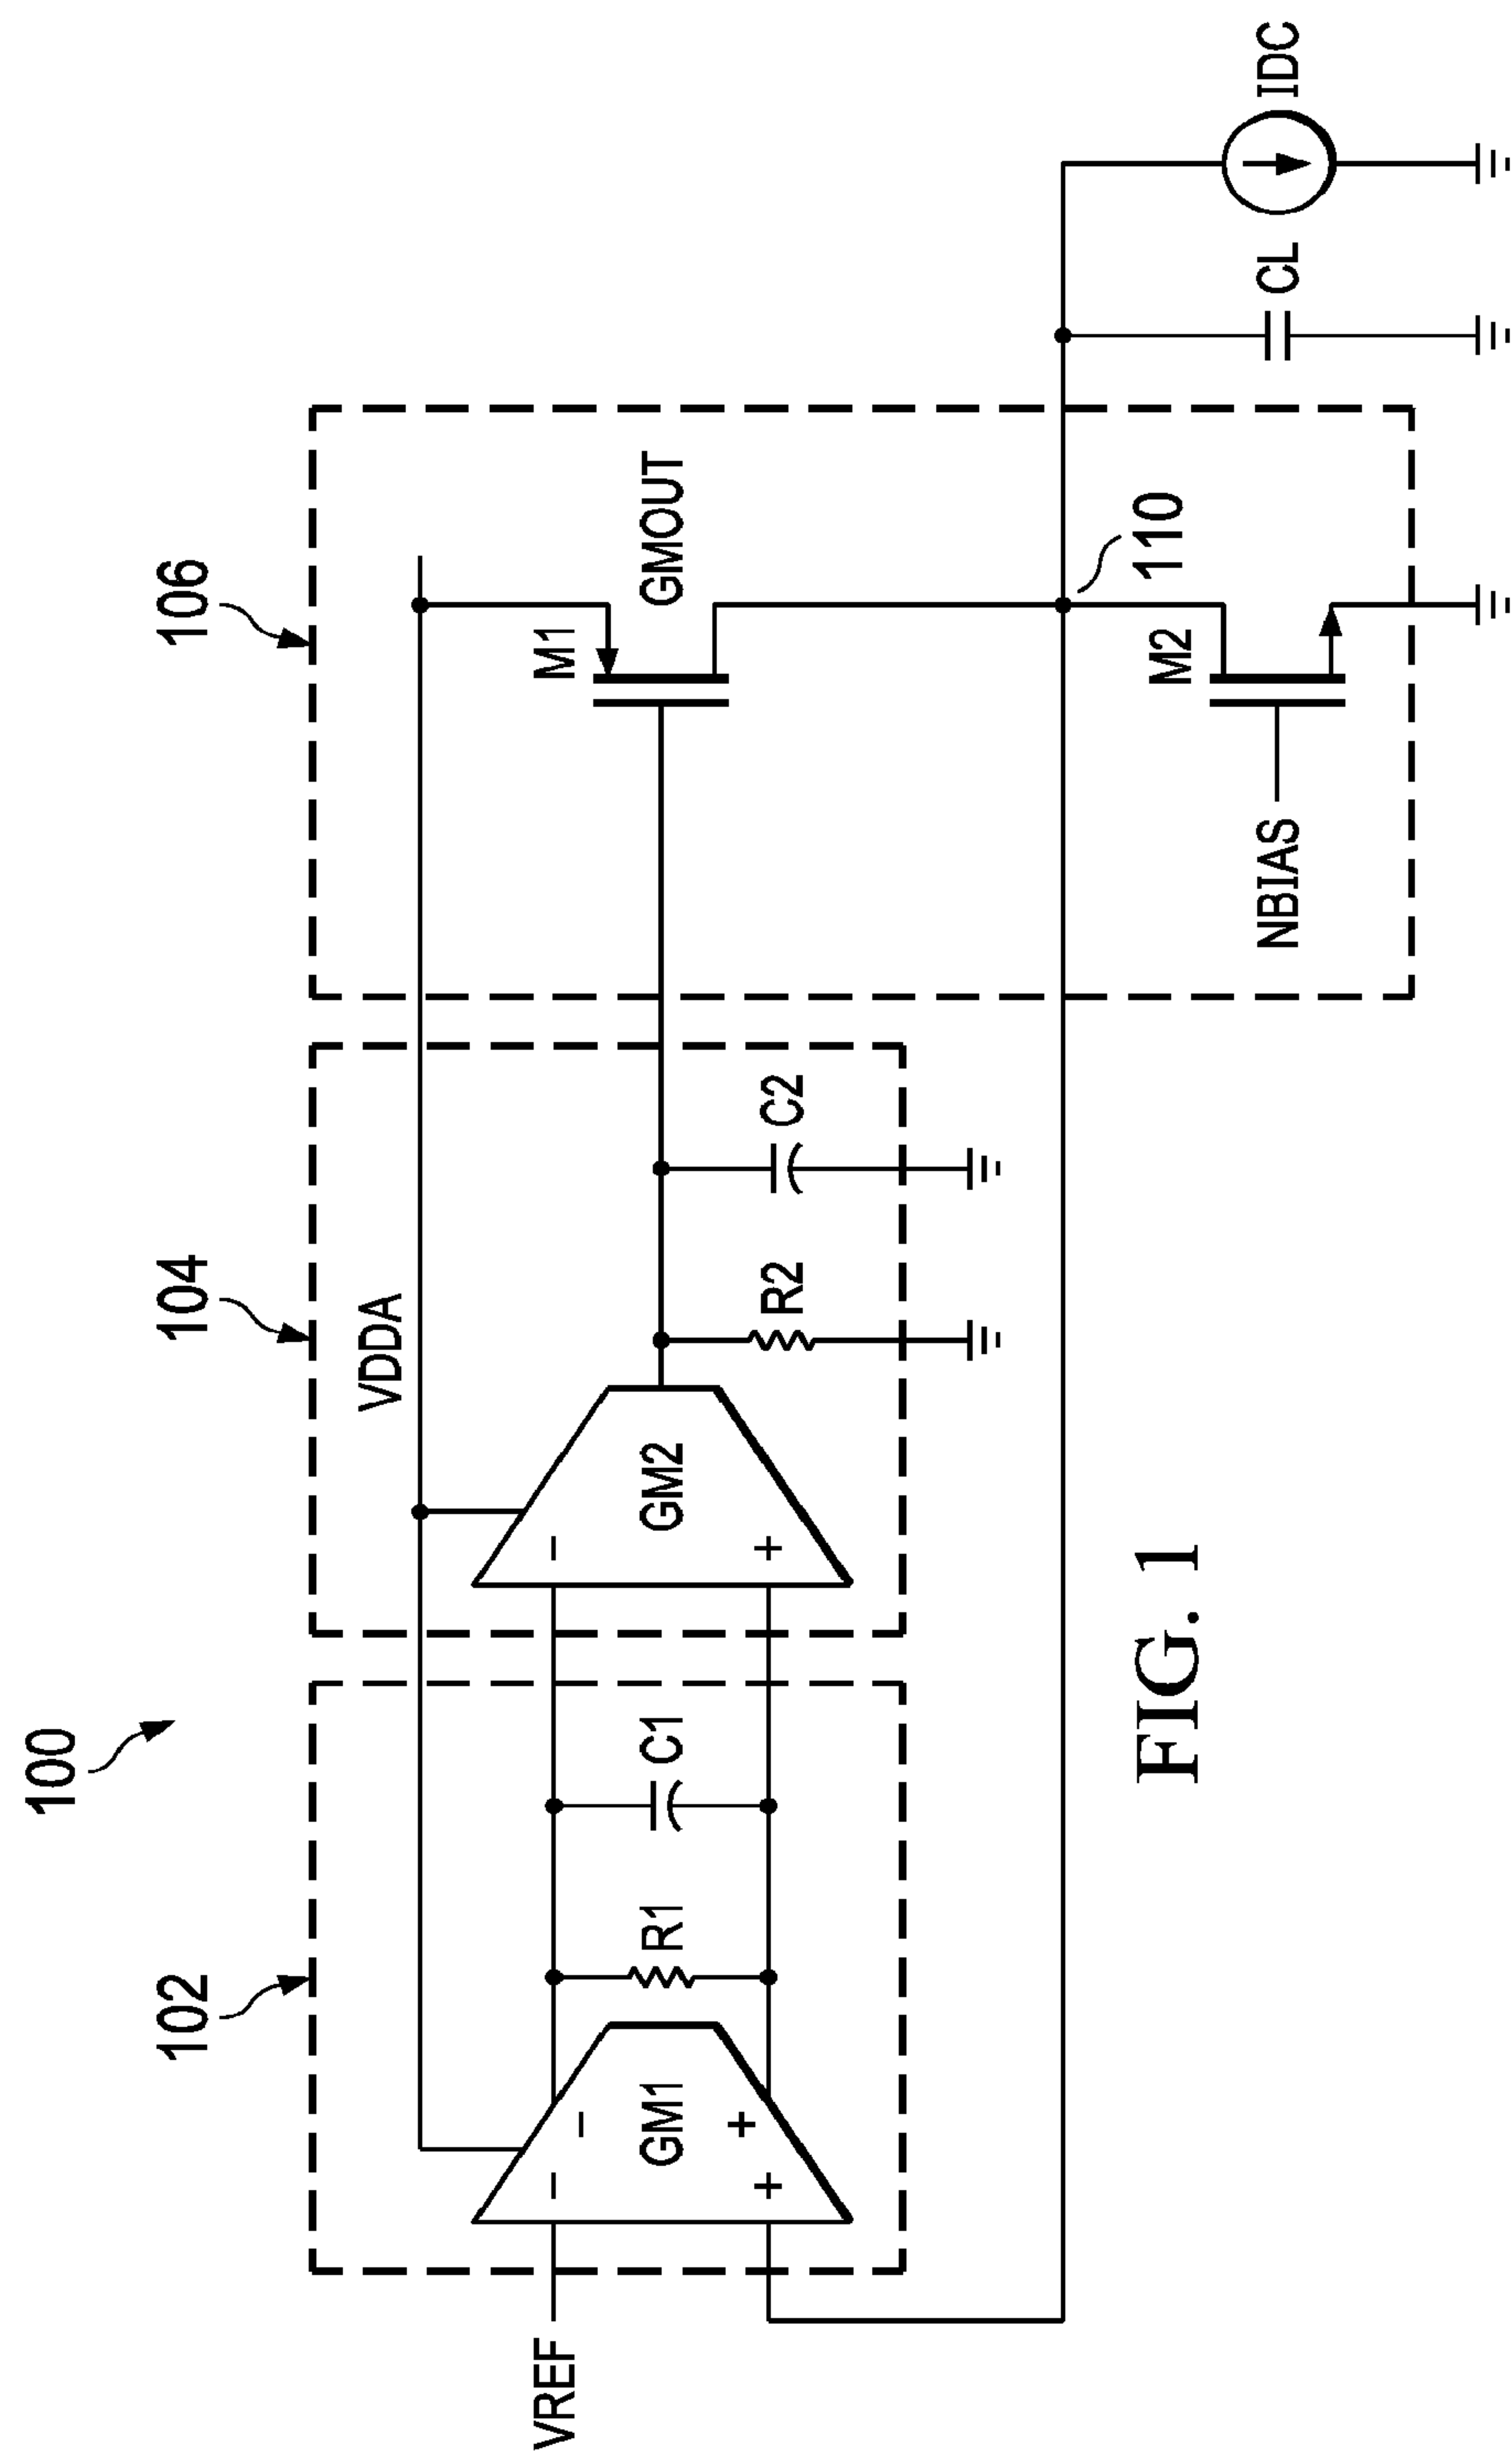 100
102
104
106
VDDA
VREF
- -
GM1
+ +
R1
C1
-
GM2
+
R2
C2
M1
GMOUT
110
M2
NBIAS
CL
IDC
FIG. 1